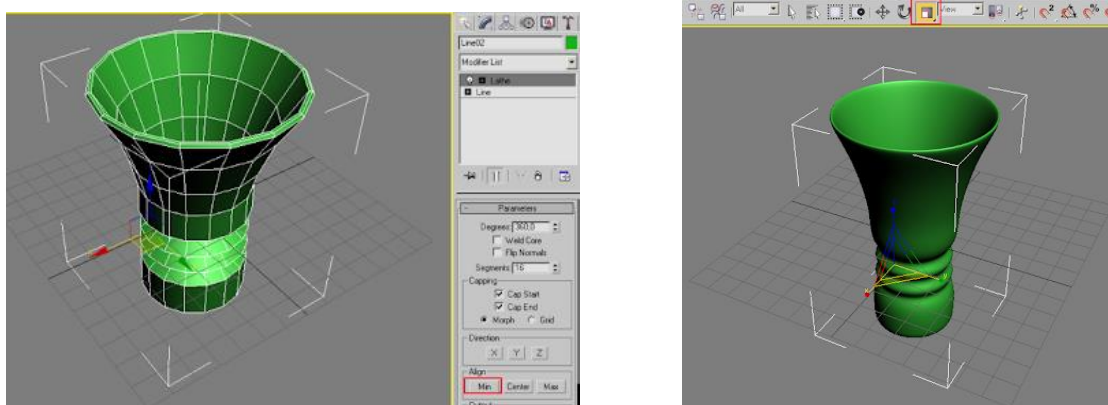 Line02
Modifier List
Lathe
Line
Parameters
Degrees: 360,0
Weld Core
Flip Normals
Segments: 16
Capping
Cap Start
Cap End
Morph Grid
Direction
X Y Z
Align
Min Center Max
All
View